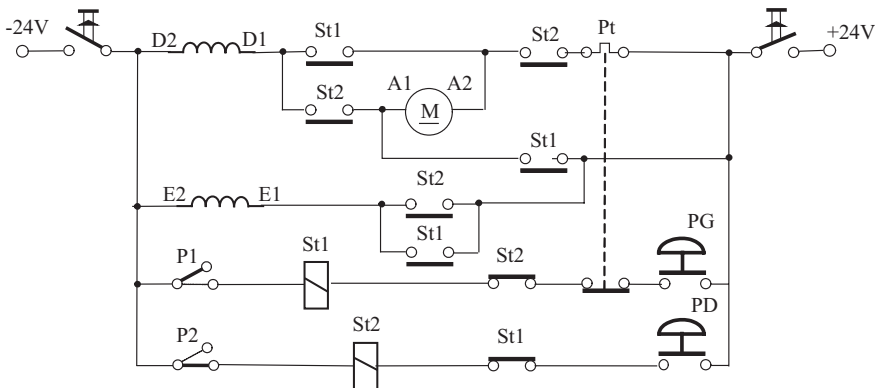 -24V
D2 D1 St1 St2 Pt +24V
St2 A1 A2
M
St1
E2 E1 St2
St1
P1 St1 St2 PG
P2 St2 St1 PD